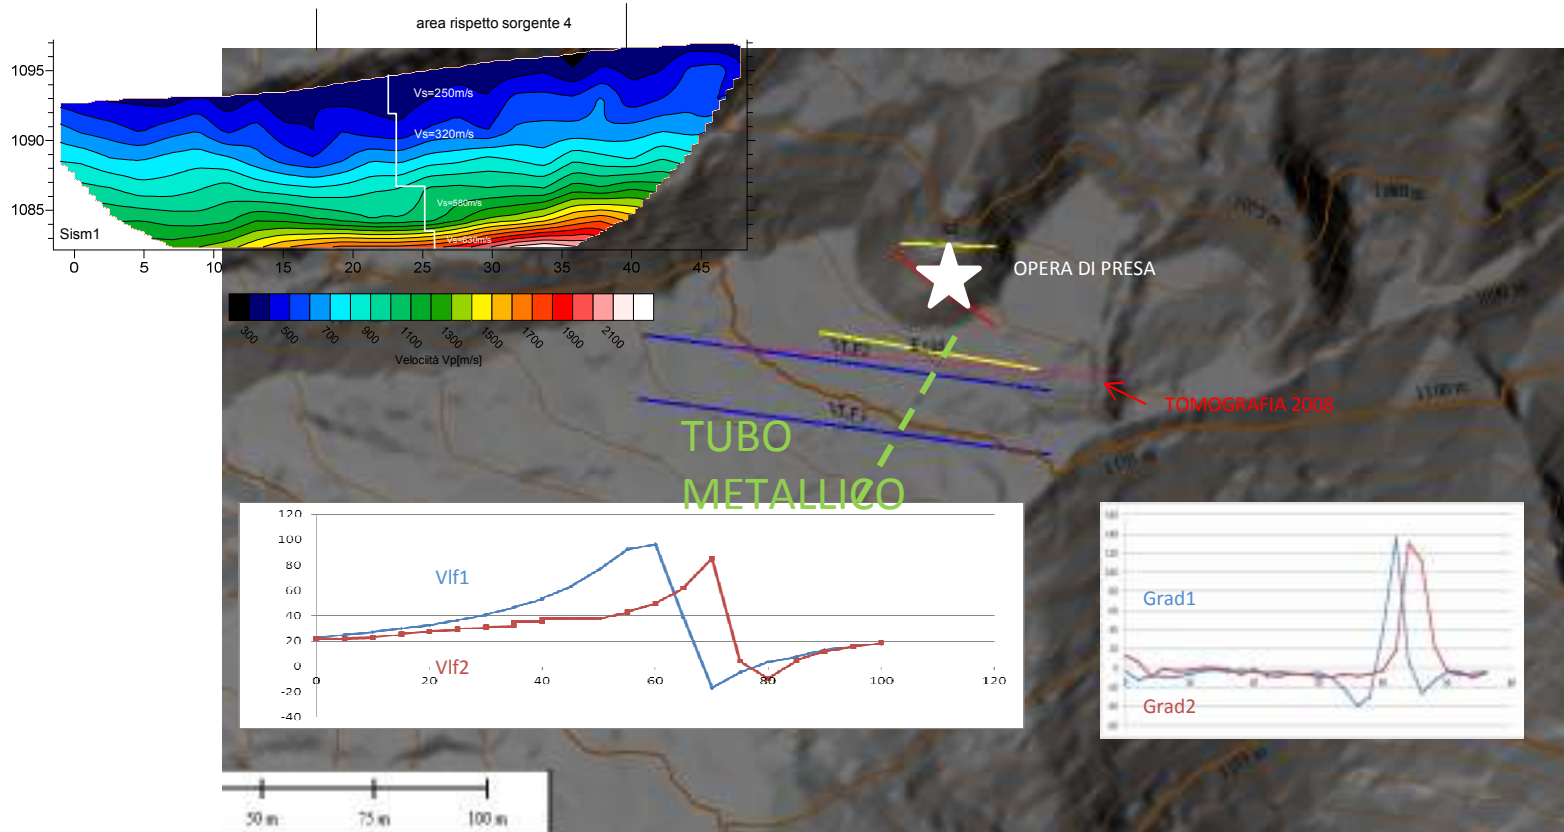 area rispetto sorgente 4
1095
1090
1085
Vs=250m/s
Vs=320m/s
Vs=580m/s
Vs=630m/s
Sism1
0 5 10 15 20 25 30 35 40 45
300 500 700 900 1100 1300 1500 1700 1900 2100
Velociità Vp[m/s]
OPERA DI PRESA
TOMOGRAFIA 2008
TUBO
METALLICO
120
100
80
60
40
20
0
-20
-40
Vlf1
Vlf2
0 20 40 60 80 100 120
Grad1
Grad2
50 m 75 m 100 m